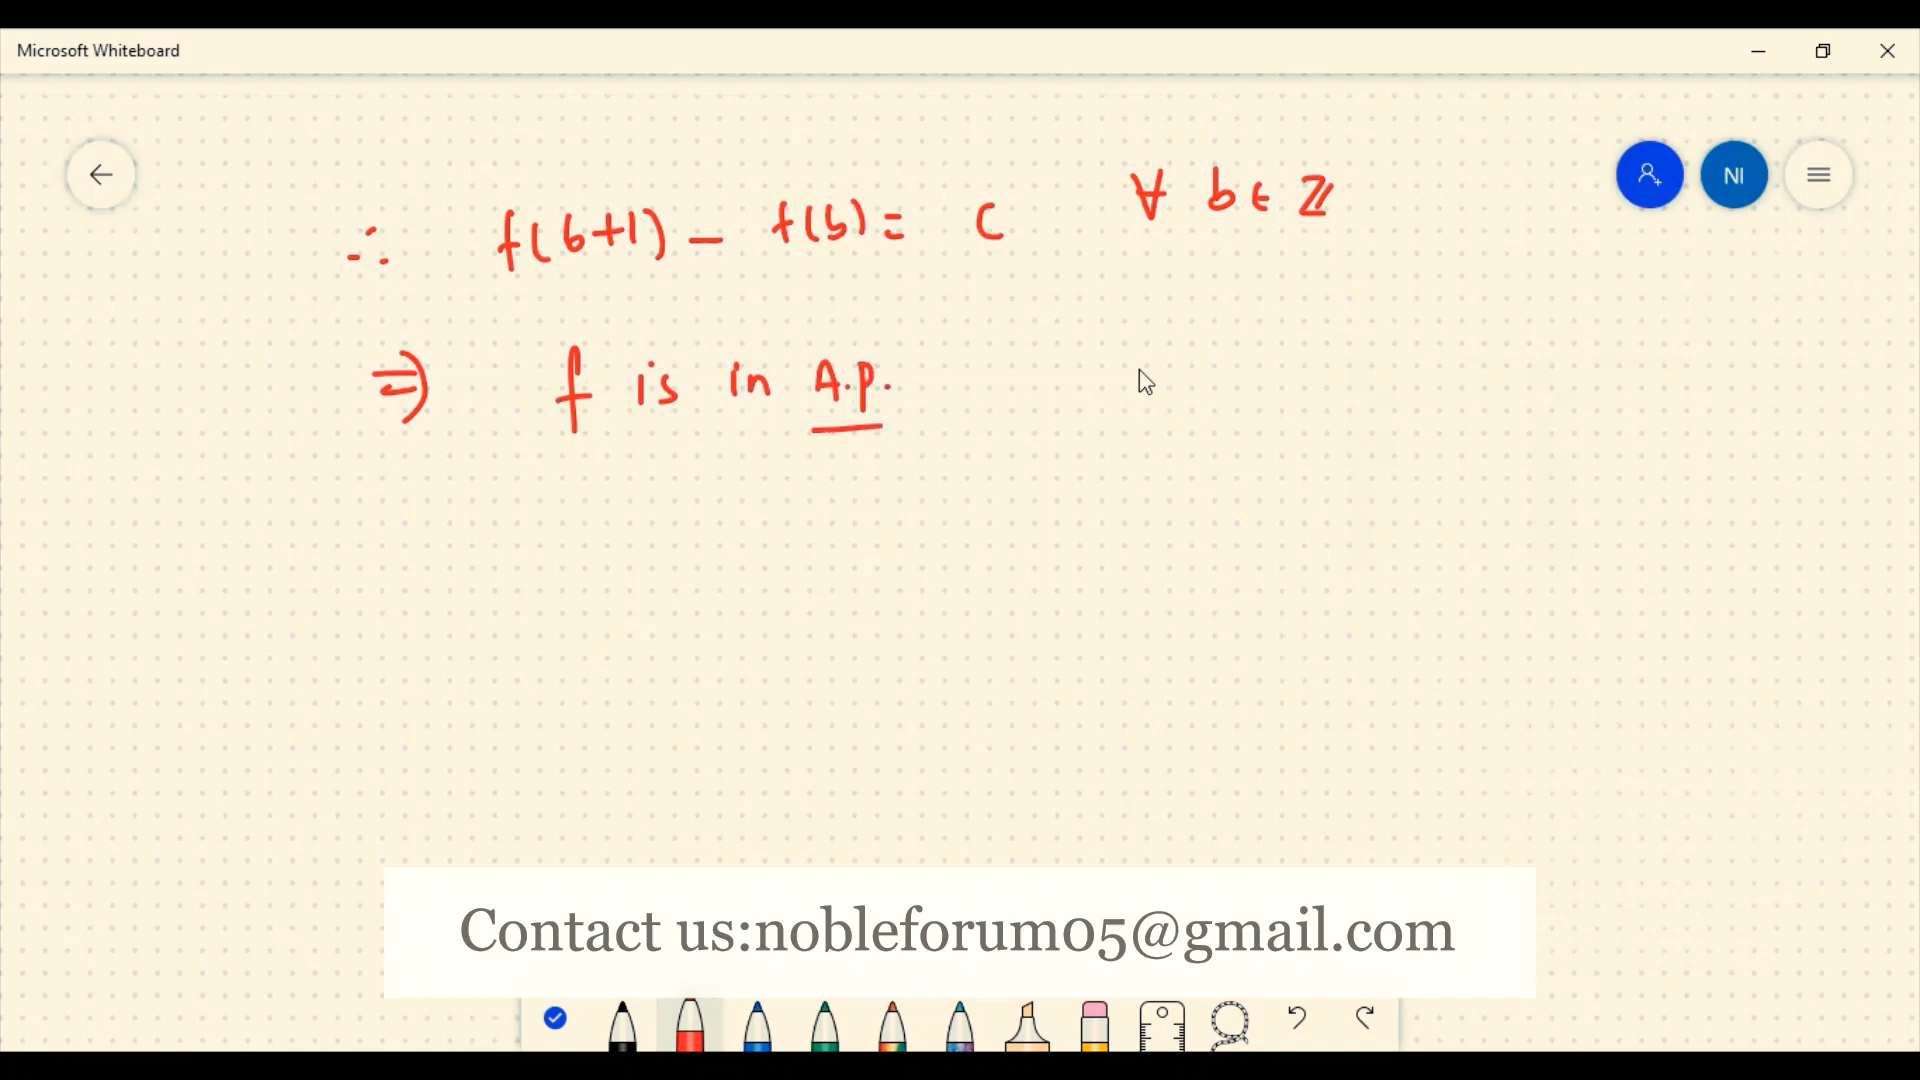 Microsoft Whiteboard
∴ f(b+1) - f(b) = c ∀ b ∈ ℤ
NI
⇒ f is in A.P.
Contact us:nobleforum05@gmail.com